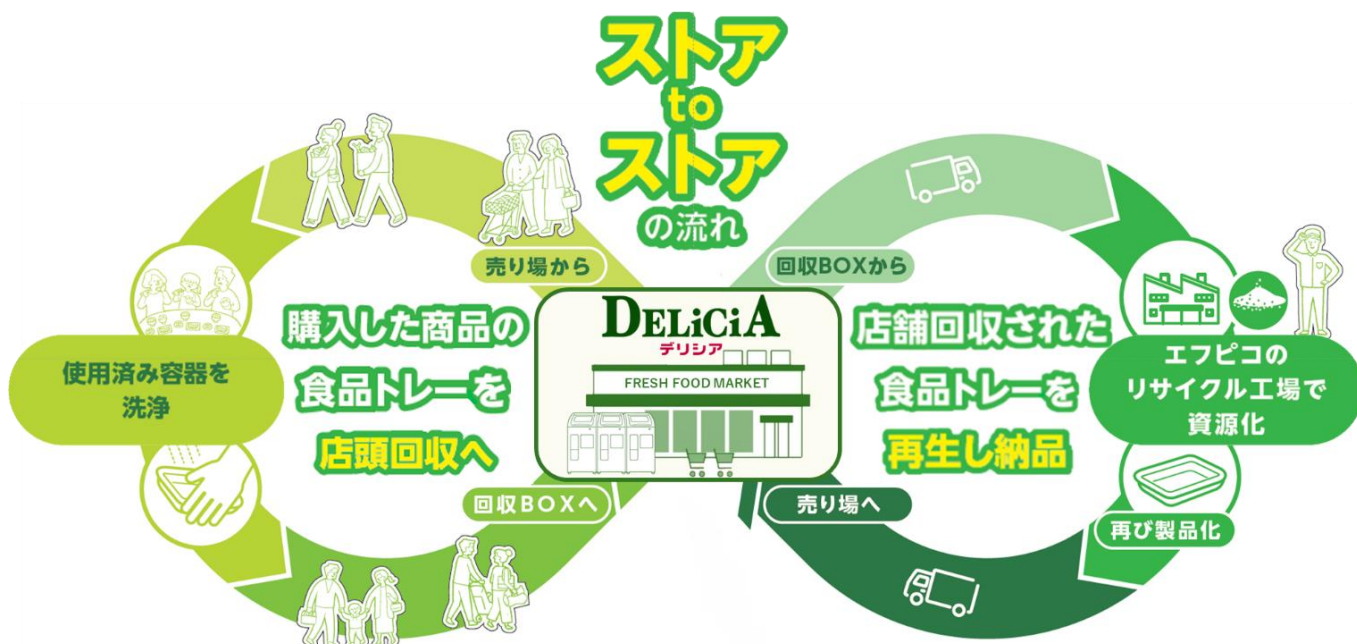 ストア
to
ストア
の流れ
売り場から
回収BOXから
購入した商品の
食品トレーを
店頭回収へ
DELiCiA
デリシア
FRESH FOOD MARKET
店舗回収された
食品トレーを
再生し納品
使用済み容器を
洗浄
エフピコの
リサイクル工場で
資源化
回収BOXへ
売り場へ
再び製品化